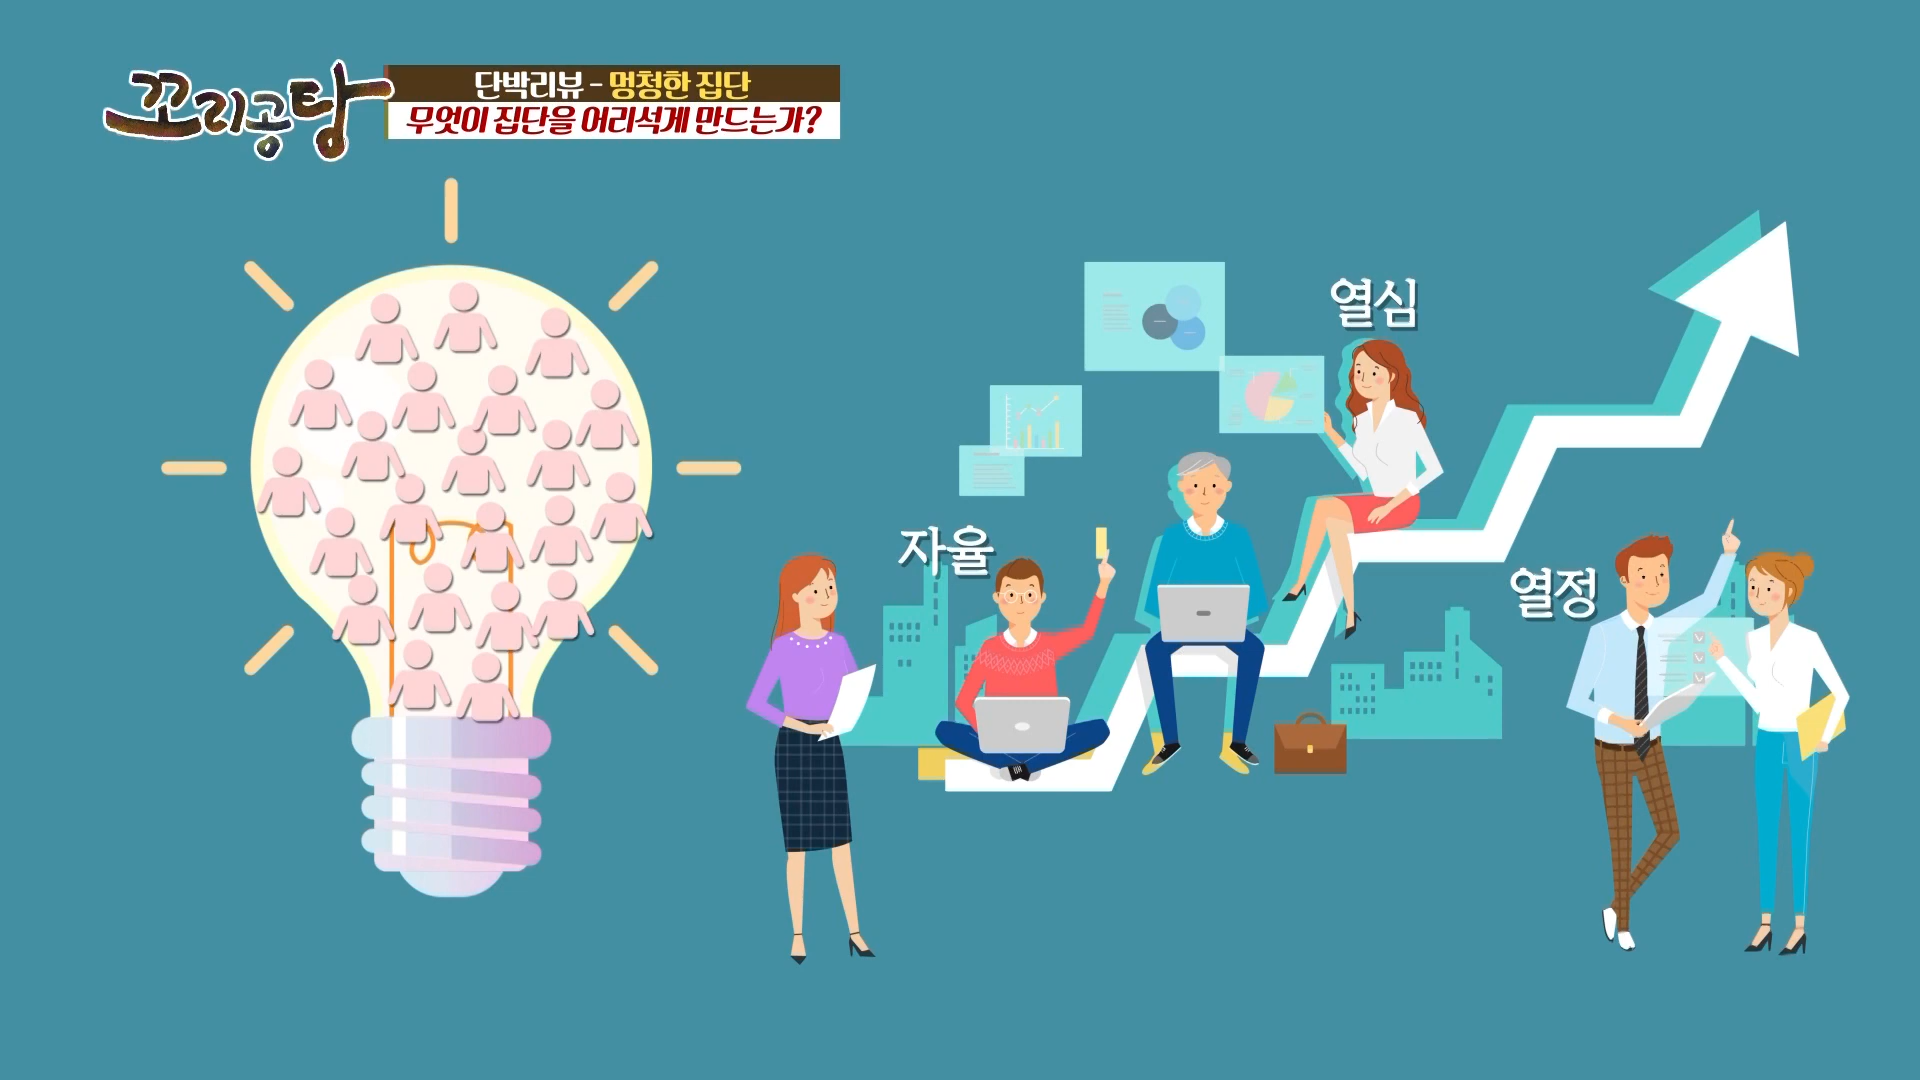 꼬리곰탕
단박리뷰 - 멍청한 집단
무엇이 집단을 어리석게 만드는가?
열심
자율
열정